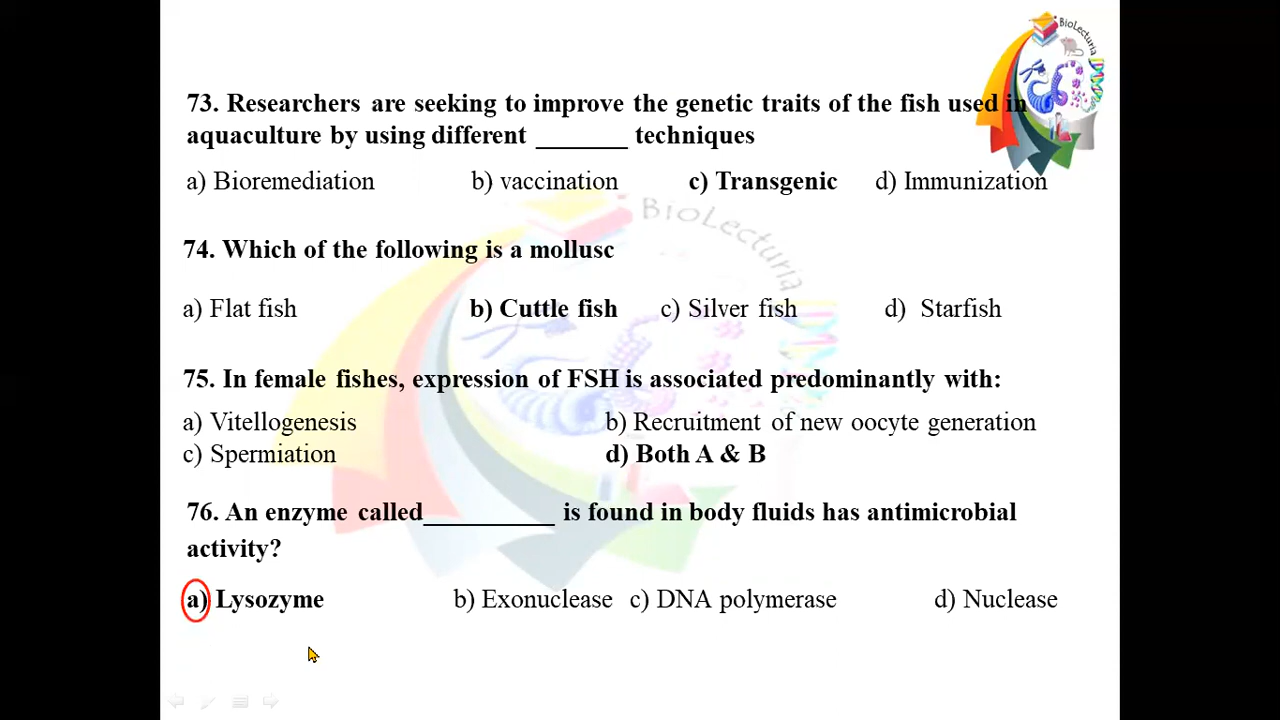 BioLecturia
73. Researchers are seeking to improve the genetic traits of the fish used in
aquaculture by using different _______ techniques
a) Bioremediation b) vaccination c) Transgenic d) Immunization
BioLecturia
74. Which of the following is a mollusc
a) Flat fish b) Cuttle fish c) Silver fish d) Starfish
75. In female fishes, expression of FSH is associated predominantly with:
a) Vitellogenesis b) Recruitment of new oocyte generation
c) Spermiation d) Both A & B
76. An enzyme called__________ is found in body fluids has antimicrobial
activity?
a) Lysozyme b) Exonuclease c) DNA polymerase d) Nuclease